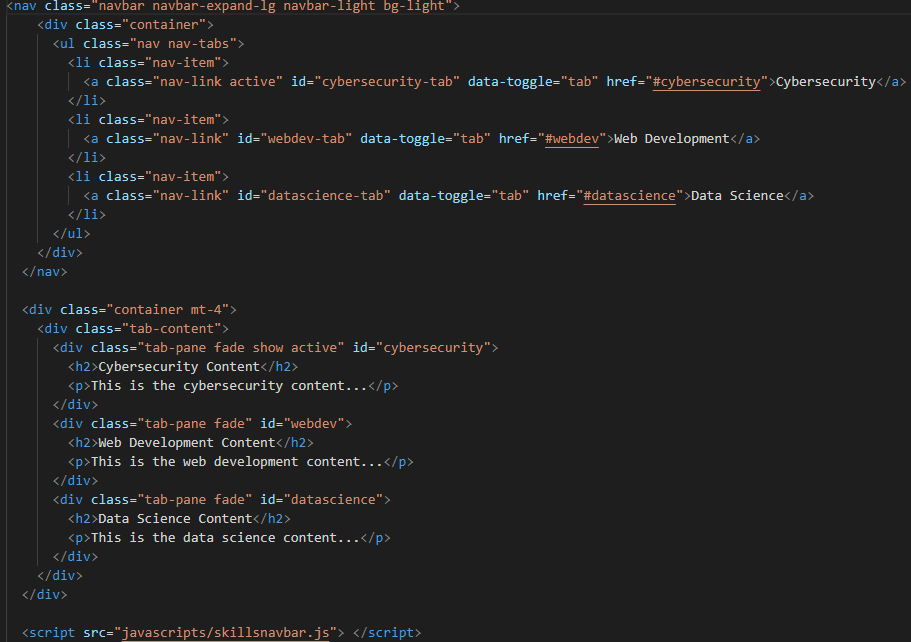 <nav class="navbar navbar-expand-lg navbar-light bg-light">
<div class="container">
<ul class="nav nav-tabs">
<li class="nav-item">
<a class="nav-link active" id="cybersecurity-tab" data-toggle="tab" href="#cybersecurity">Cybersecurity</a>
</li>
<li class="nav-item">
<a class="nav-link" id="webdev-tab" data-toggle="tab" href="#webdev">Web Development</a>
</li>
<li class="nav-item">
<a class="nav-link" id="datascience-tab" data-toggle="tab" href="#datascience">Data Science</a>
</li>
</ul>
</div>
</nav>
<div class="container mt-4">
<div class="tab-content">
<div class="tab-pane fade show active" id="cybersecurity">
<h2>Cybersecurity Content</h2>
<p>This is the cybersecurity content...</p>
</div>
<div class="tab-pane fade" id="webdev">
<h2>Web Development Content</h2>
<p>This is the web development content...</p>
</div>
<div class="tab-pane fade" id="datascience">
<h2>Data Science Content</h2>
<p>This is the data science content...</p>
</div>
</div>
</div>
<script src="javascripts/skillsnavbar.js"> </script>